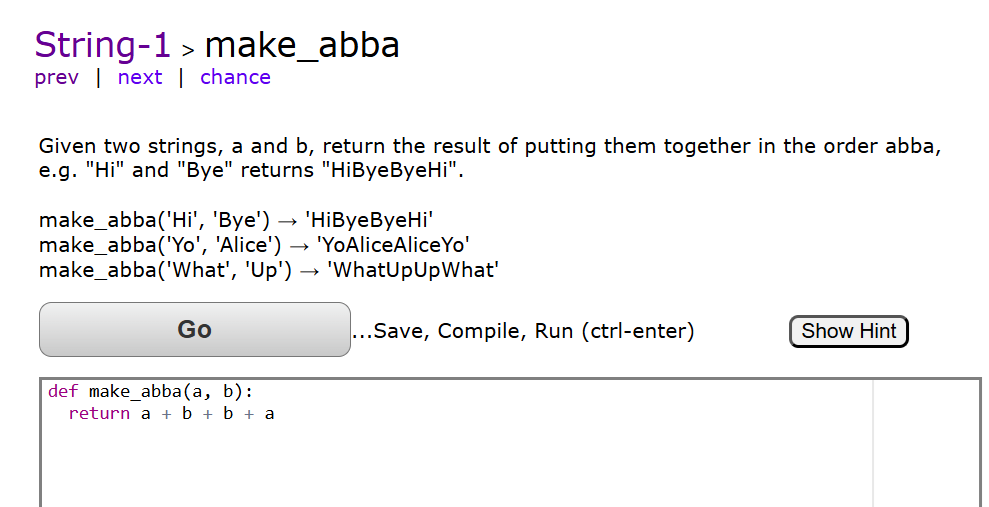 String-1 > make_abba
prev | next | chance
Given two strings, a and b, return the result of putting them together in the order abba,
e.g. "Hi" and "Bye" returns "HiByeByeHi".
make_abba('Hi', 'Bye') → 'HiByeByeHi'
make_abba('Yo', 'Alice') → 'YoAliceAliceYo'
make_abba('What', 'Up') → 'WhatUpUpWhat'
Go ...Save, Compile, Run (ctrl-enter) Show Hint
def make_abba(a, b):
  return a + b + b + a